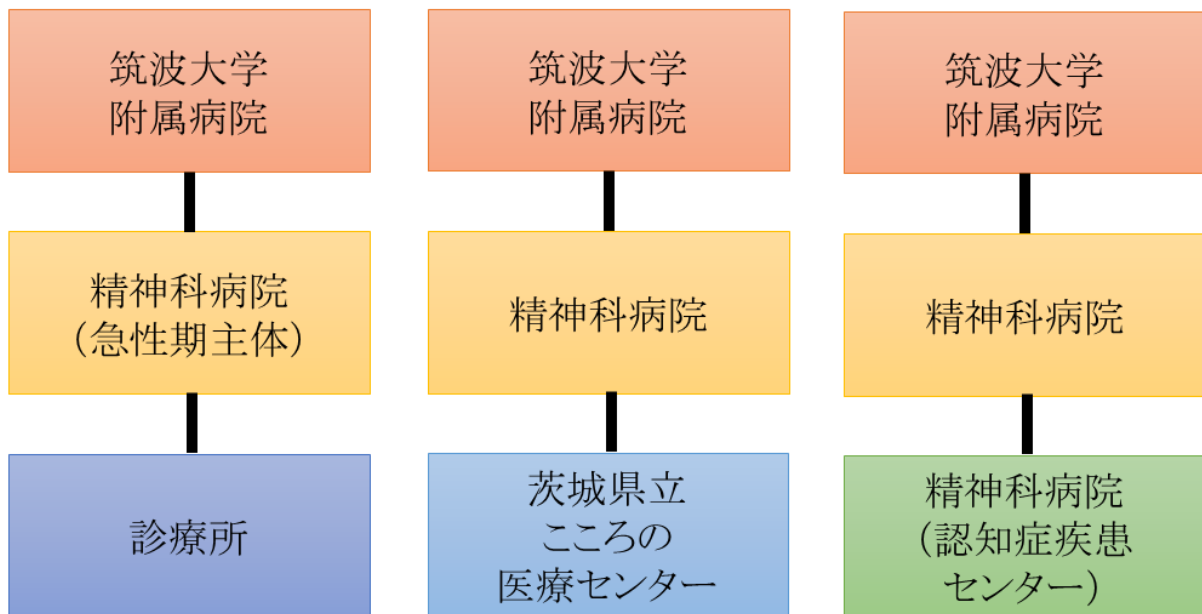 筑波大学
附属病院
筑波大学
附属病院
筑波大学
附属病院
精神科病院
（急性期主体）
精神科病院
精神科病院
診療所
茨城県立
こころの
医療センター
精神科病院
（認知症疾患
センター）